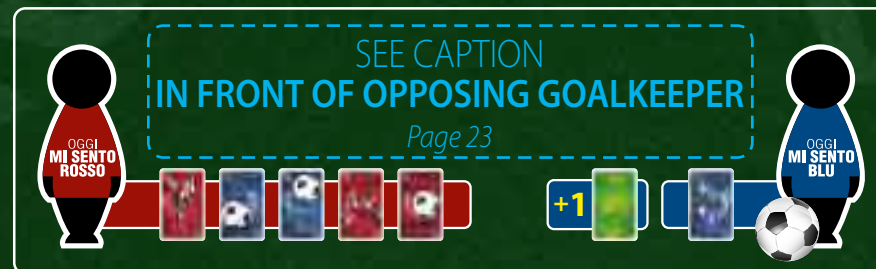 SEE CAPTION
IN FRONT OF OPPOSING GOALKEEPER
Page 23
OGGI
MI SENTO
ROSSO
+1
OGGI
MI SENTO
BLU